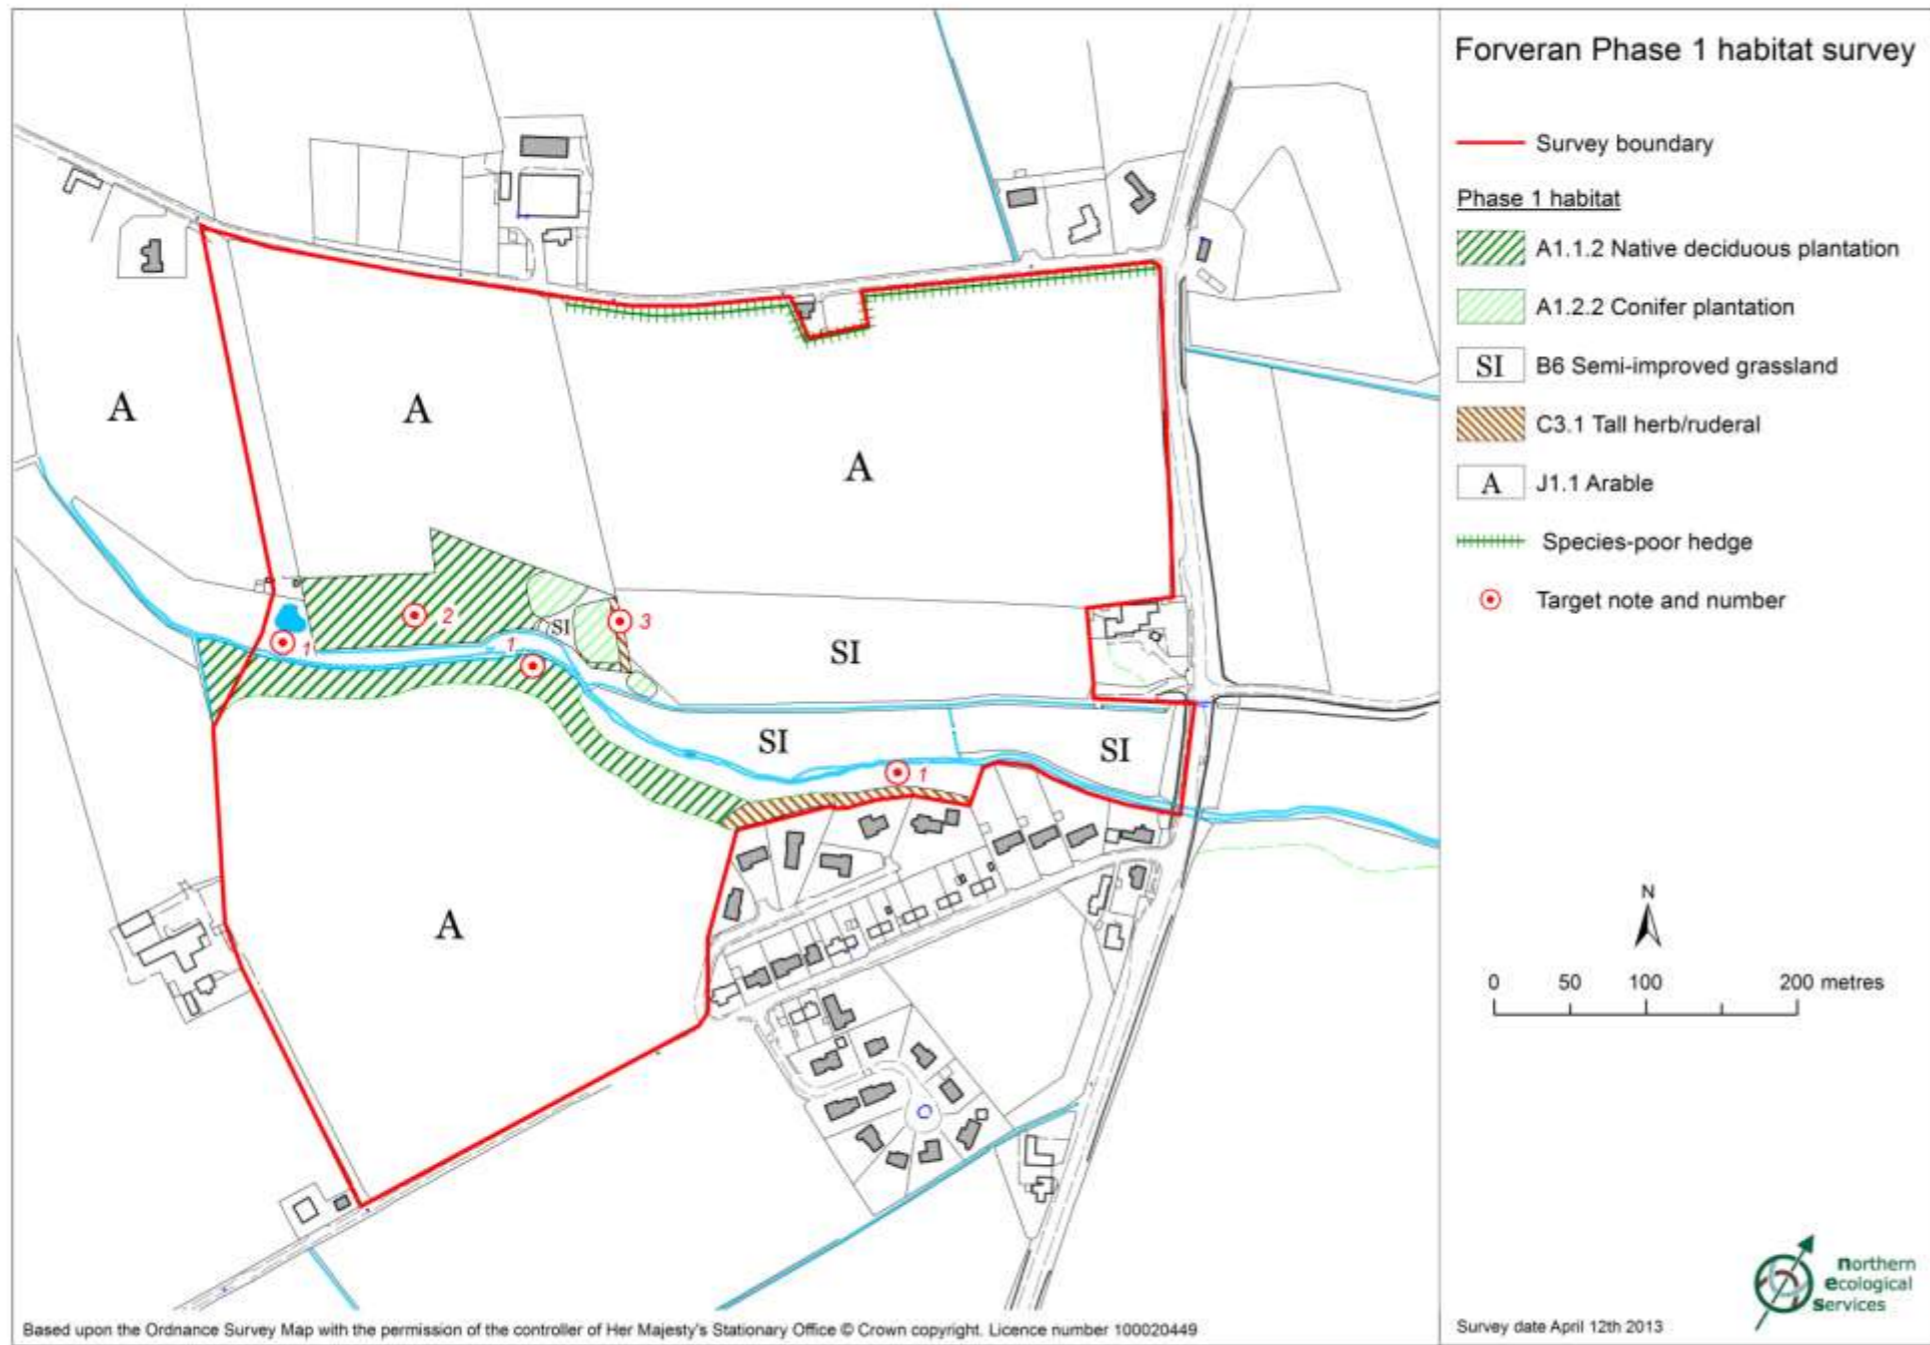 Forveran Phase 1 habitat survey
Survey boundary
Phase 1 habitat
A1.1.2 Native deciduous plantation
A1.2.2 Conifer plantation
SI B6 Semi-improved grassland
C3.1 Tall herb/ruderal
A J1.1 Arable
Species-poor hedge
Target note and number
A
A
A
2
SI
3
1
1
SI
SI
SI
1
A
N
0 50 100 200 metres
northern
ecological
services
Survey date April 12th 2013
Based upon the Ordnance Survey Map with the permission of the controller of Her Majesty's Stationary Office © Crown copyright. Licence number 100020449